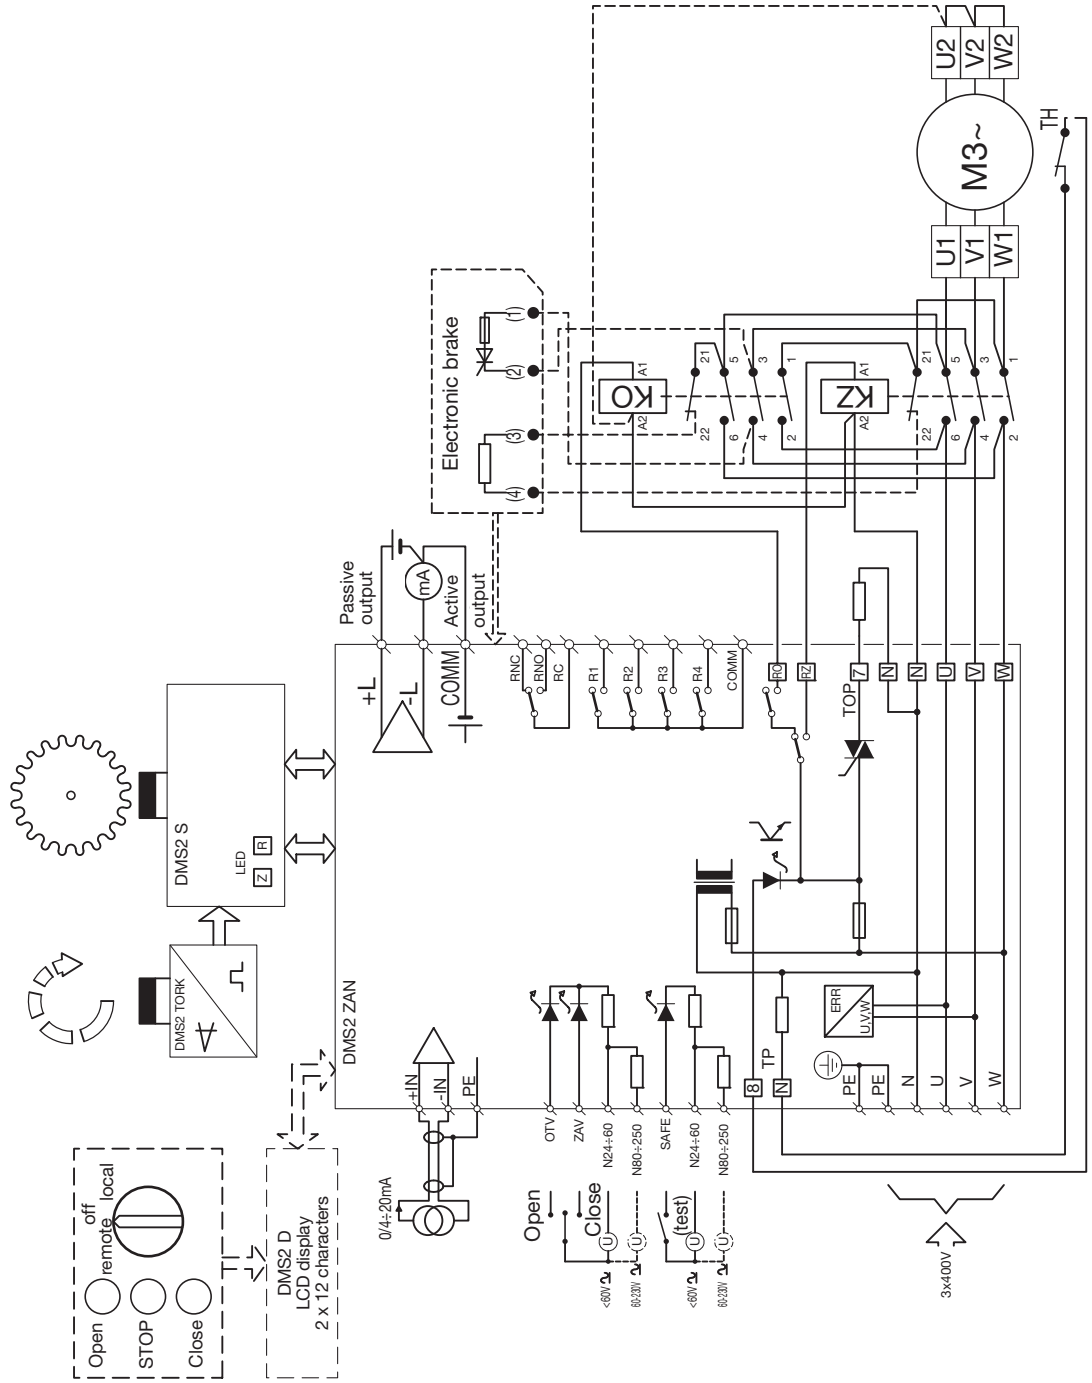 Open
STOP
Close
remote
off
local
DMS2 D
LCD display
2 x 12 characters
DMS2 TORK
DMS2 S
LED
Z
R
DMS2 ZAN
0/4÷20mA
+IN
-IN
PE
+L
-L
COMM
Passive
output
mA
Active
output
Electronic brake
(4)
(3)
(2)
(1)
Open
Close
<60V
60-230V
U
U
OTV
ZAV
N24÷60
N80÷250
(test)
<60V
60-230V
U
U
SAFE
N24÷60
N80÷250
RNC
RNO
RC
R1
R2
R3
R4
COMM
RO
RZ
8
N
TP
TOP
7
N
N
U
V
W
ERR
U,V,W
PE
PE
N
U
V
W
3x400V
KO
A2
A1
22
21
6
5
4
3
2
1
KZ
A2
A1
22
21
6
5
4
3
2
1
U1
V1
W1
M3~
U2
V2
W2
TH